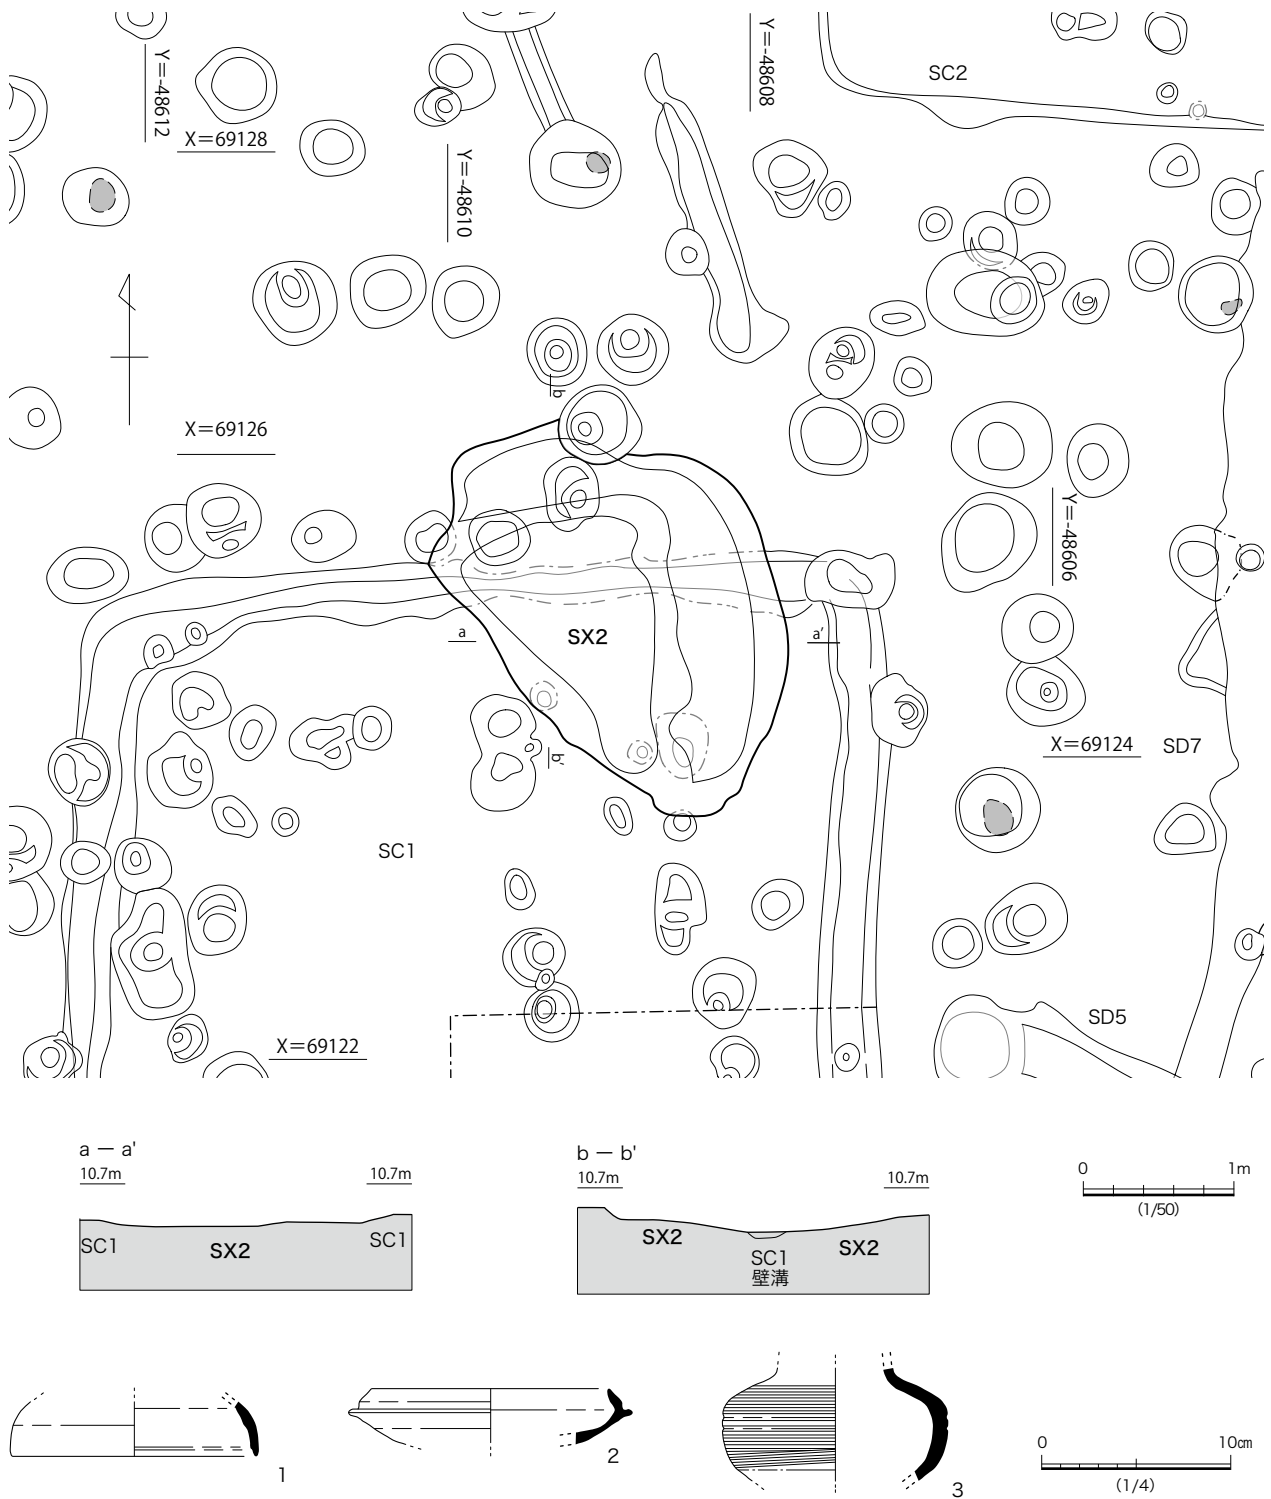 SC2
Y=-48612
Y=-48608
X=69128
Y=-48610
b
X=69126
Y=-48606
a
SX2
a'
b'
X=69124
SD7
SC1
SD5
X=69122
a — a'
10.7m
10.7m
SC1
SX2
SC1
b — b'
10.7m
10.7m
SX2
SC1
壁溝
SX2
0
1m
(1/50)
1
2
3
0
10㎝
(1/4)